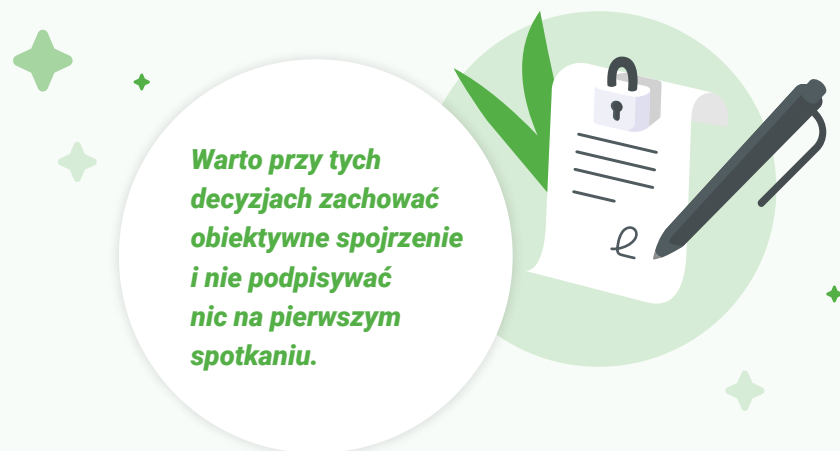 Warto przy tych
decyzjach zachować
obiektywne spojrzenie
i nie podpisywać
nic na pierwszym
spotkaniu.